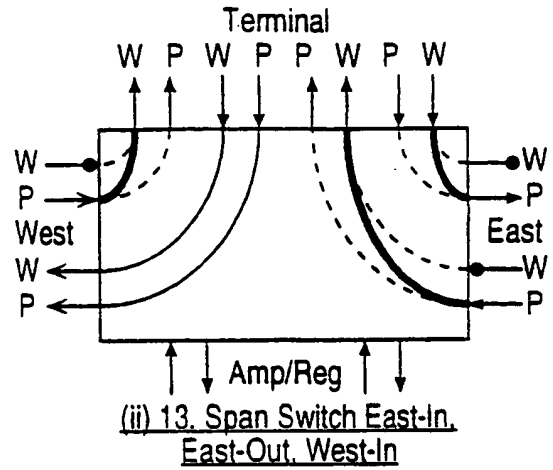 Terminal
W P W P P W P W
W W
P P
West East
W W
P P
Amp/Reg
(ii) 13. Span Switch East-In,
East-Out, West-In